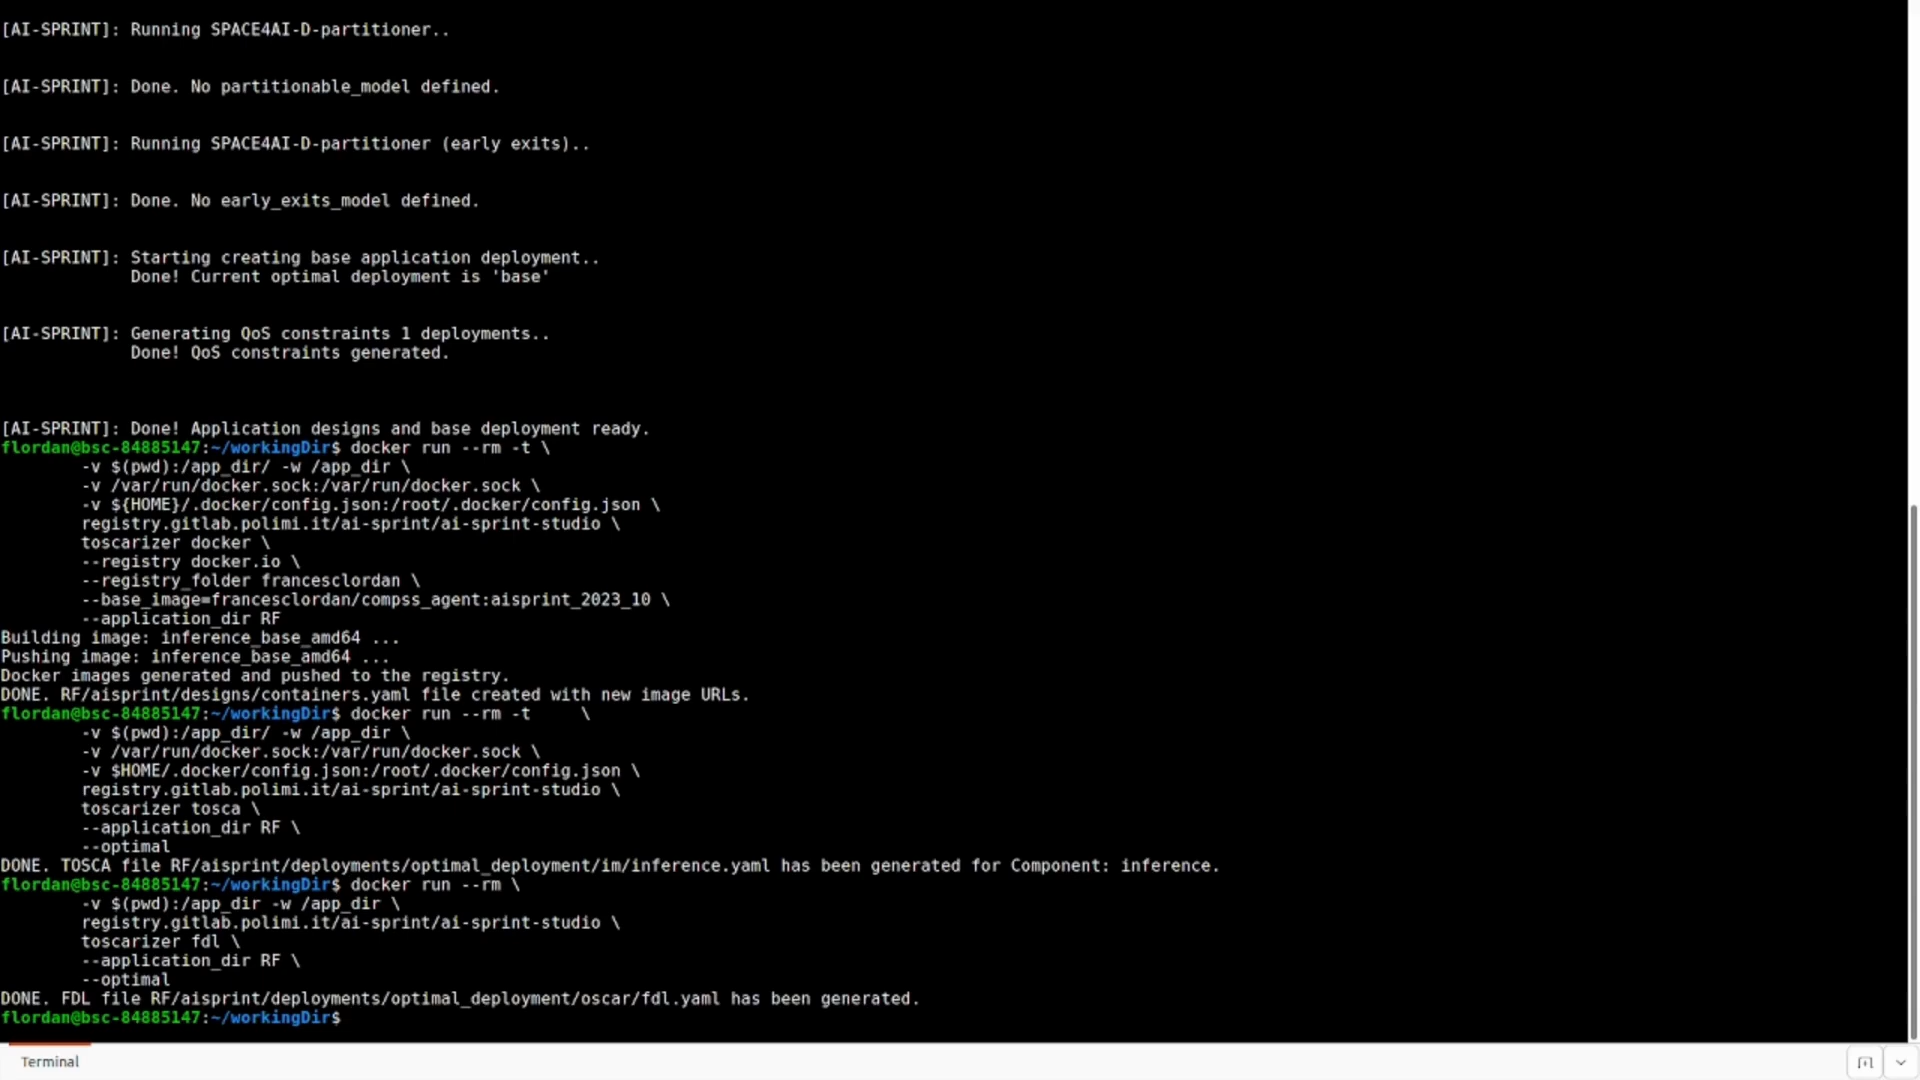 [AI-SPRINT]: Running SPACE4AI-D-partitioner..
[AI-SPRINT]: Done. No partitionable_model defined.
[AI-SPRINT]: Running SPACE4AI-D-partitioner (early exits)..
[AI-SPRINT]: Done. No early_exits_model defined.
[AI-SPRINT]: Starting creating base application deployment..
Done! Current optimal deployment is 'base'
[AI-SPRINT]: Generating QoS constraints 1 deployments..
Done! QoS constraints generated.
[AI-SPRINT]: Done! Application designs and base deployment ready.
flordan@bsc-84885147:~/workingDir$ docker run --rm -t \
-v $(pwd):/app_dir/ -w /app_dir \
-v /var/run/docker.sock:/var/run/docker.sock \
-v ${HOME}/.docker/config.json:/root/.docker/config.json \
registry.gitlab.polimi.it/ai-sprint/ai-sprint-studio \
toscarizer docker \
--registry docker.io \
--registry_folder francesclordan \
--base_image=francesclordan/compss_agent:aisprint_2023_10 \
--application_dir RF
Building image: inference_base_amd64 ...
Pushing image: inference_base_amd64 ...
Docker images generated and pushed to the registry.
DONE. RF/aisprint/designs/containers.yaml file created with new image URLs.
flordan@bsc-84885147:~/workingDir$ docker run --rm -t     \
-v $(pwd):/app_dir/ -w /app_dir \
-v /var/run/docker.sock:/var/run/docker.sock \
-v $HOME/.docker/config.json:/root/.docker/config.json \
registry.gitlab.polimi.it/ai-sprint/ai-sprint-studio \
toscarizer tosca \
--application_dir RF \
--optimal
DONE. TOSCA file RF/aisprint/deployments/optimal_deployment/im/inference.yaml has been generated for Component: inference.
flordan@bsc-84885147:~/workingDir$ docker run --rm \
-v $(pwd):/app_dir -w /app_dir \
registry.gitlab.polimi.it/ai-sprint/ai-sprint-studio \
toscarizer fdl \
--application_dir RF \
--optimal
DONE. FDL file RF/aisprint/deployments/optimal_deployment/oscar/fdl.yaml has been generated.
flordan@bsc-84885147:~/workingDir$
Terminal